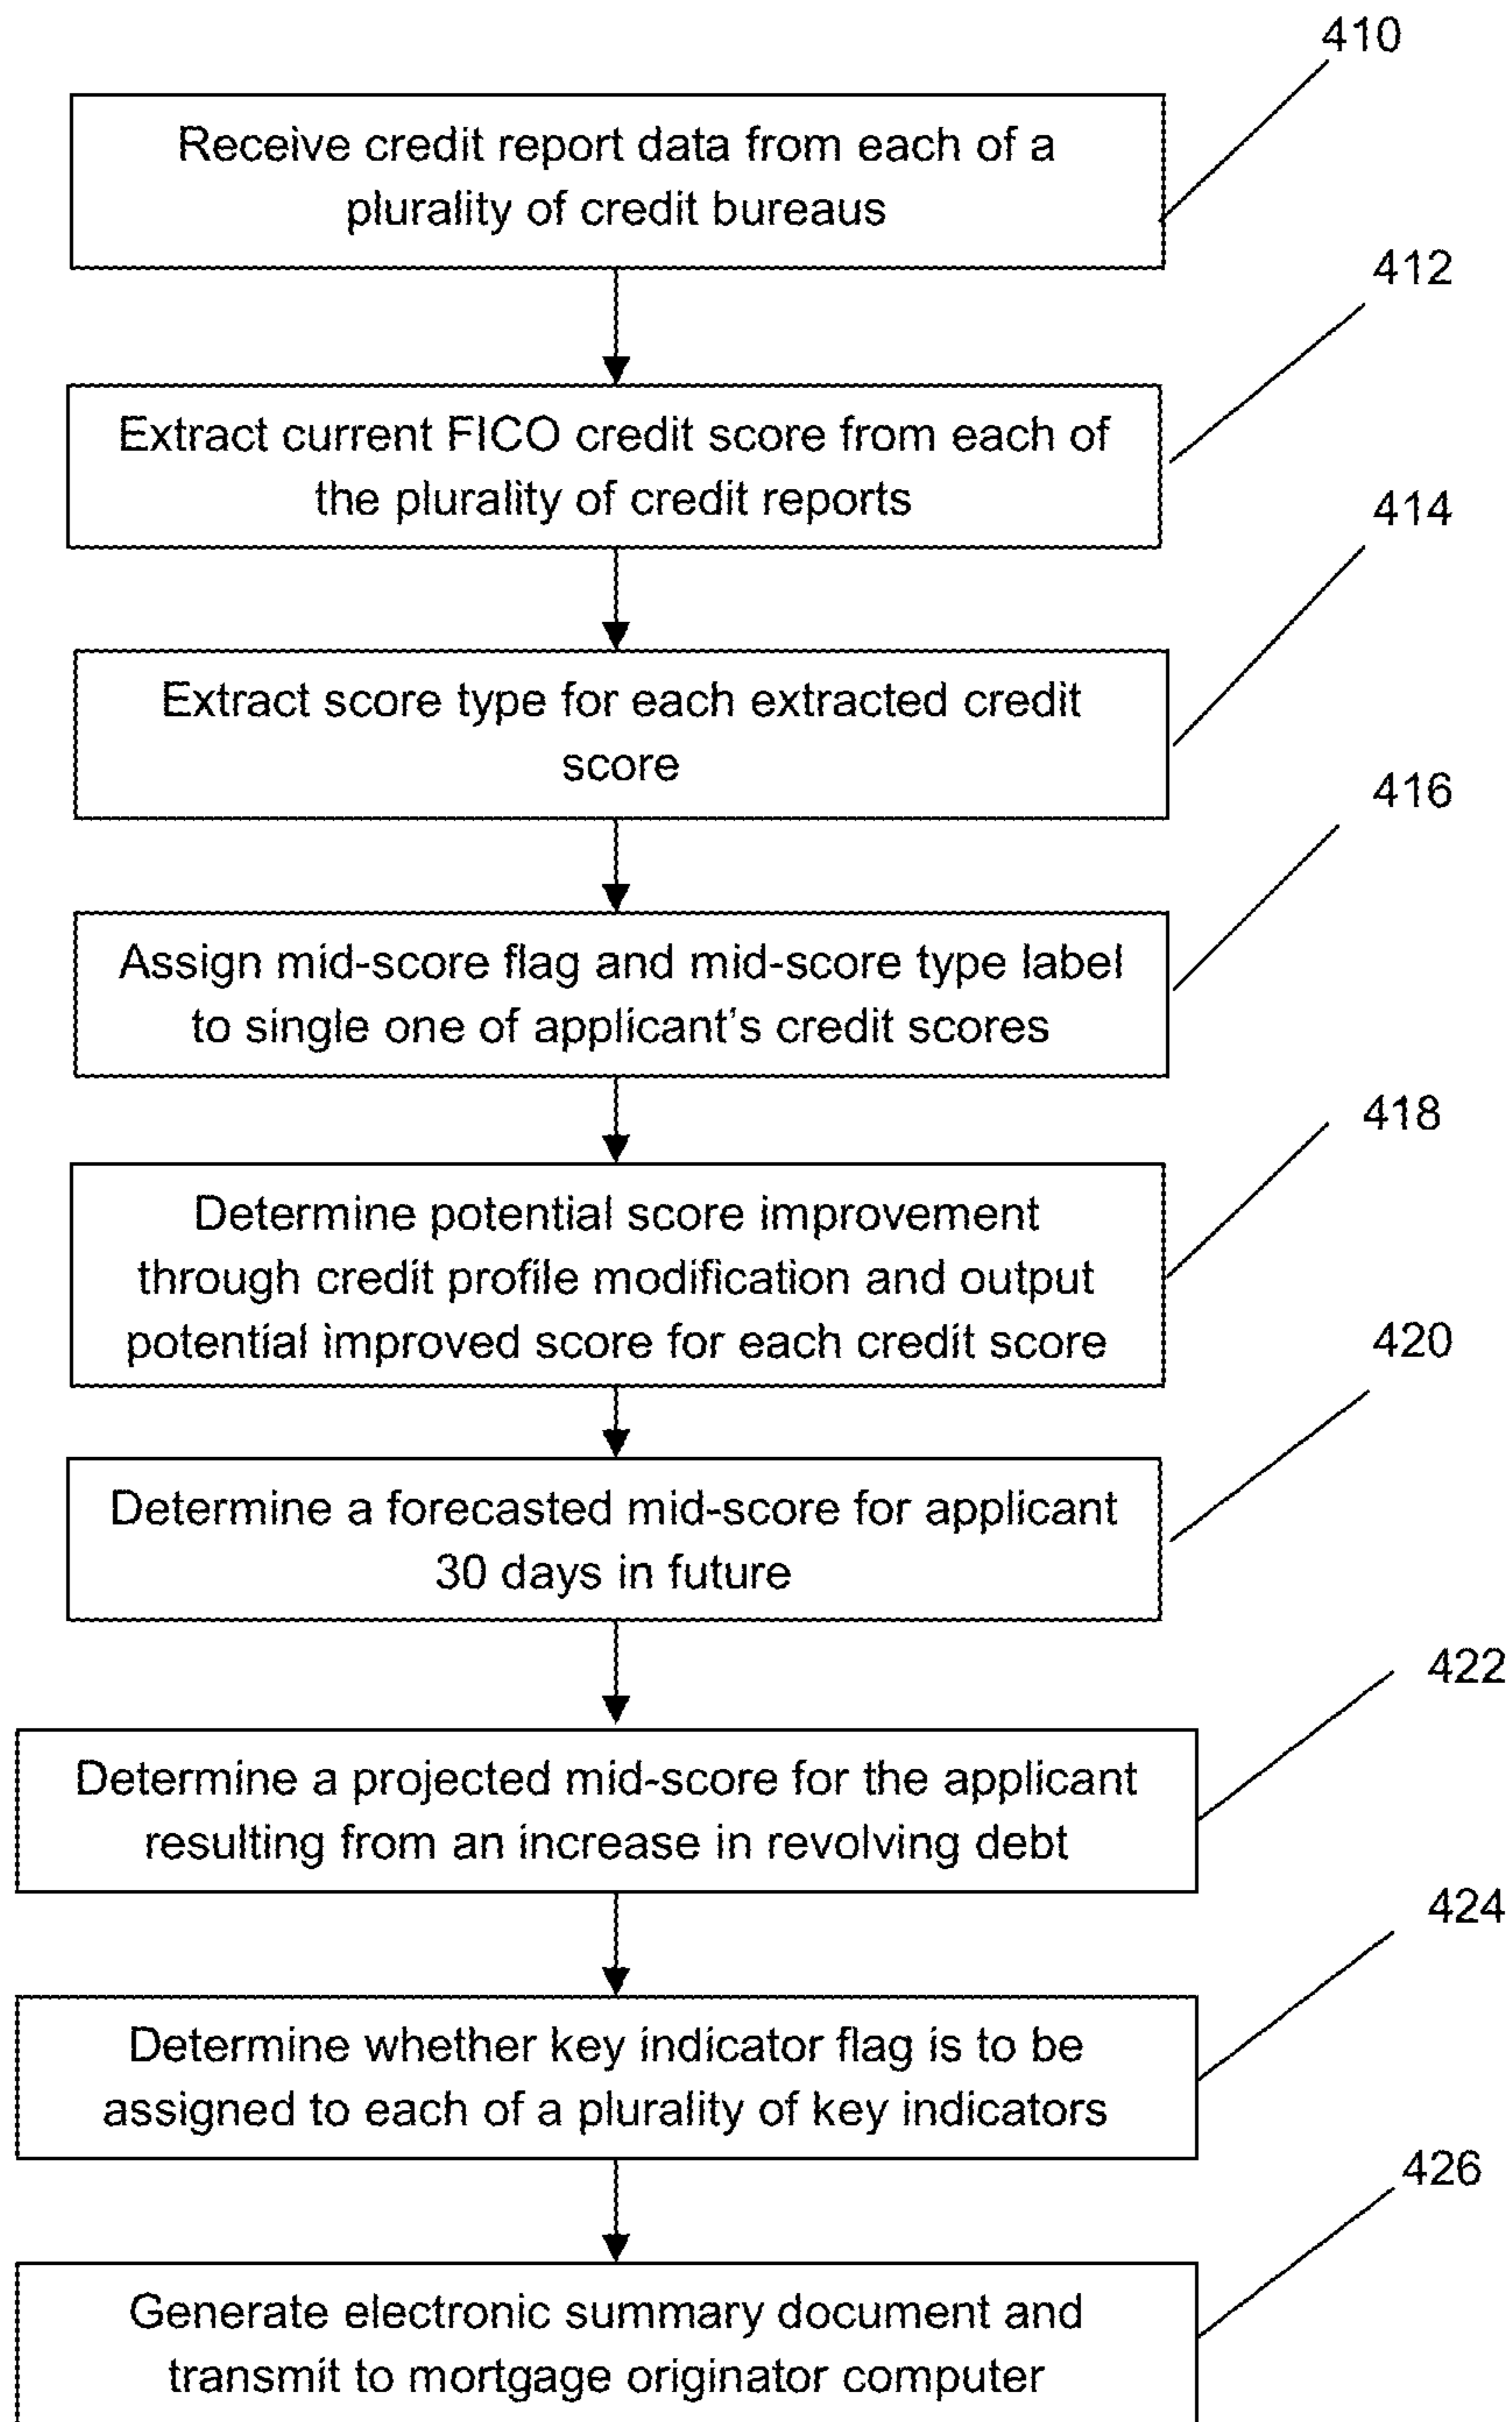 410
Receive credit report data from each of a
plurality of credit bureaus
412
Extract current FICO credit score from each of
the plurality of credit reports
414
Extract score type for each extracted credit
score
416
Assign mid-score flag and mid-score type label
to single one of applicant's credit scores
418
Determine potential score improvement
through credit profile modification and output
potential improved score for each credit score
420
Determine a forecasted mid-score for applicant
30 days in future
422
Determine a projected mid-score for the applicant
resulting from an increase in revolving debt
424
Determine whether key indicator flag is to be
assigned to each of a plurality of key indicators
426
Generate electronic summary document and
transmit to mortgage originator computer